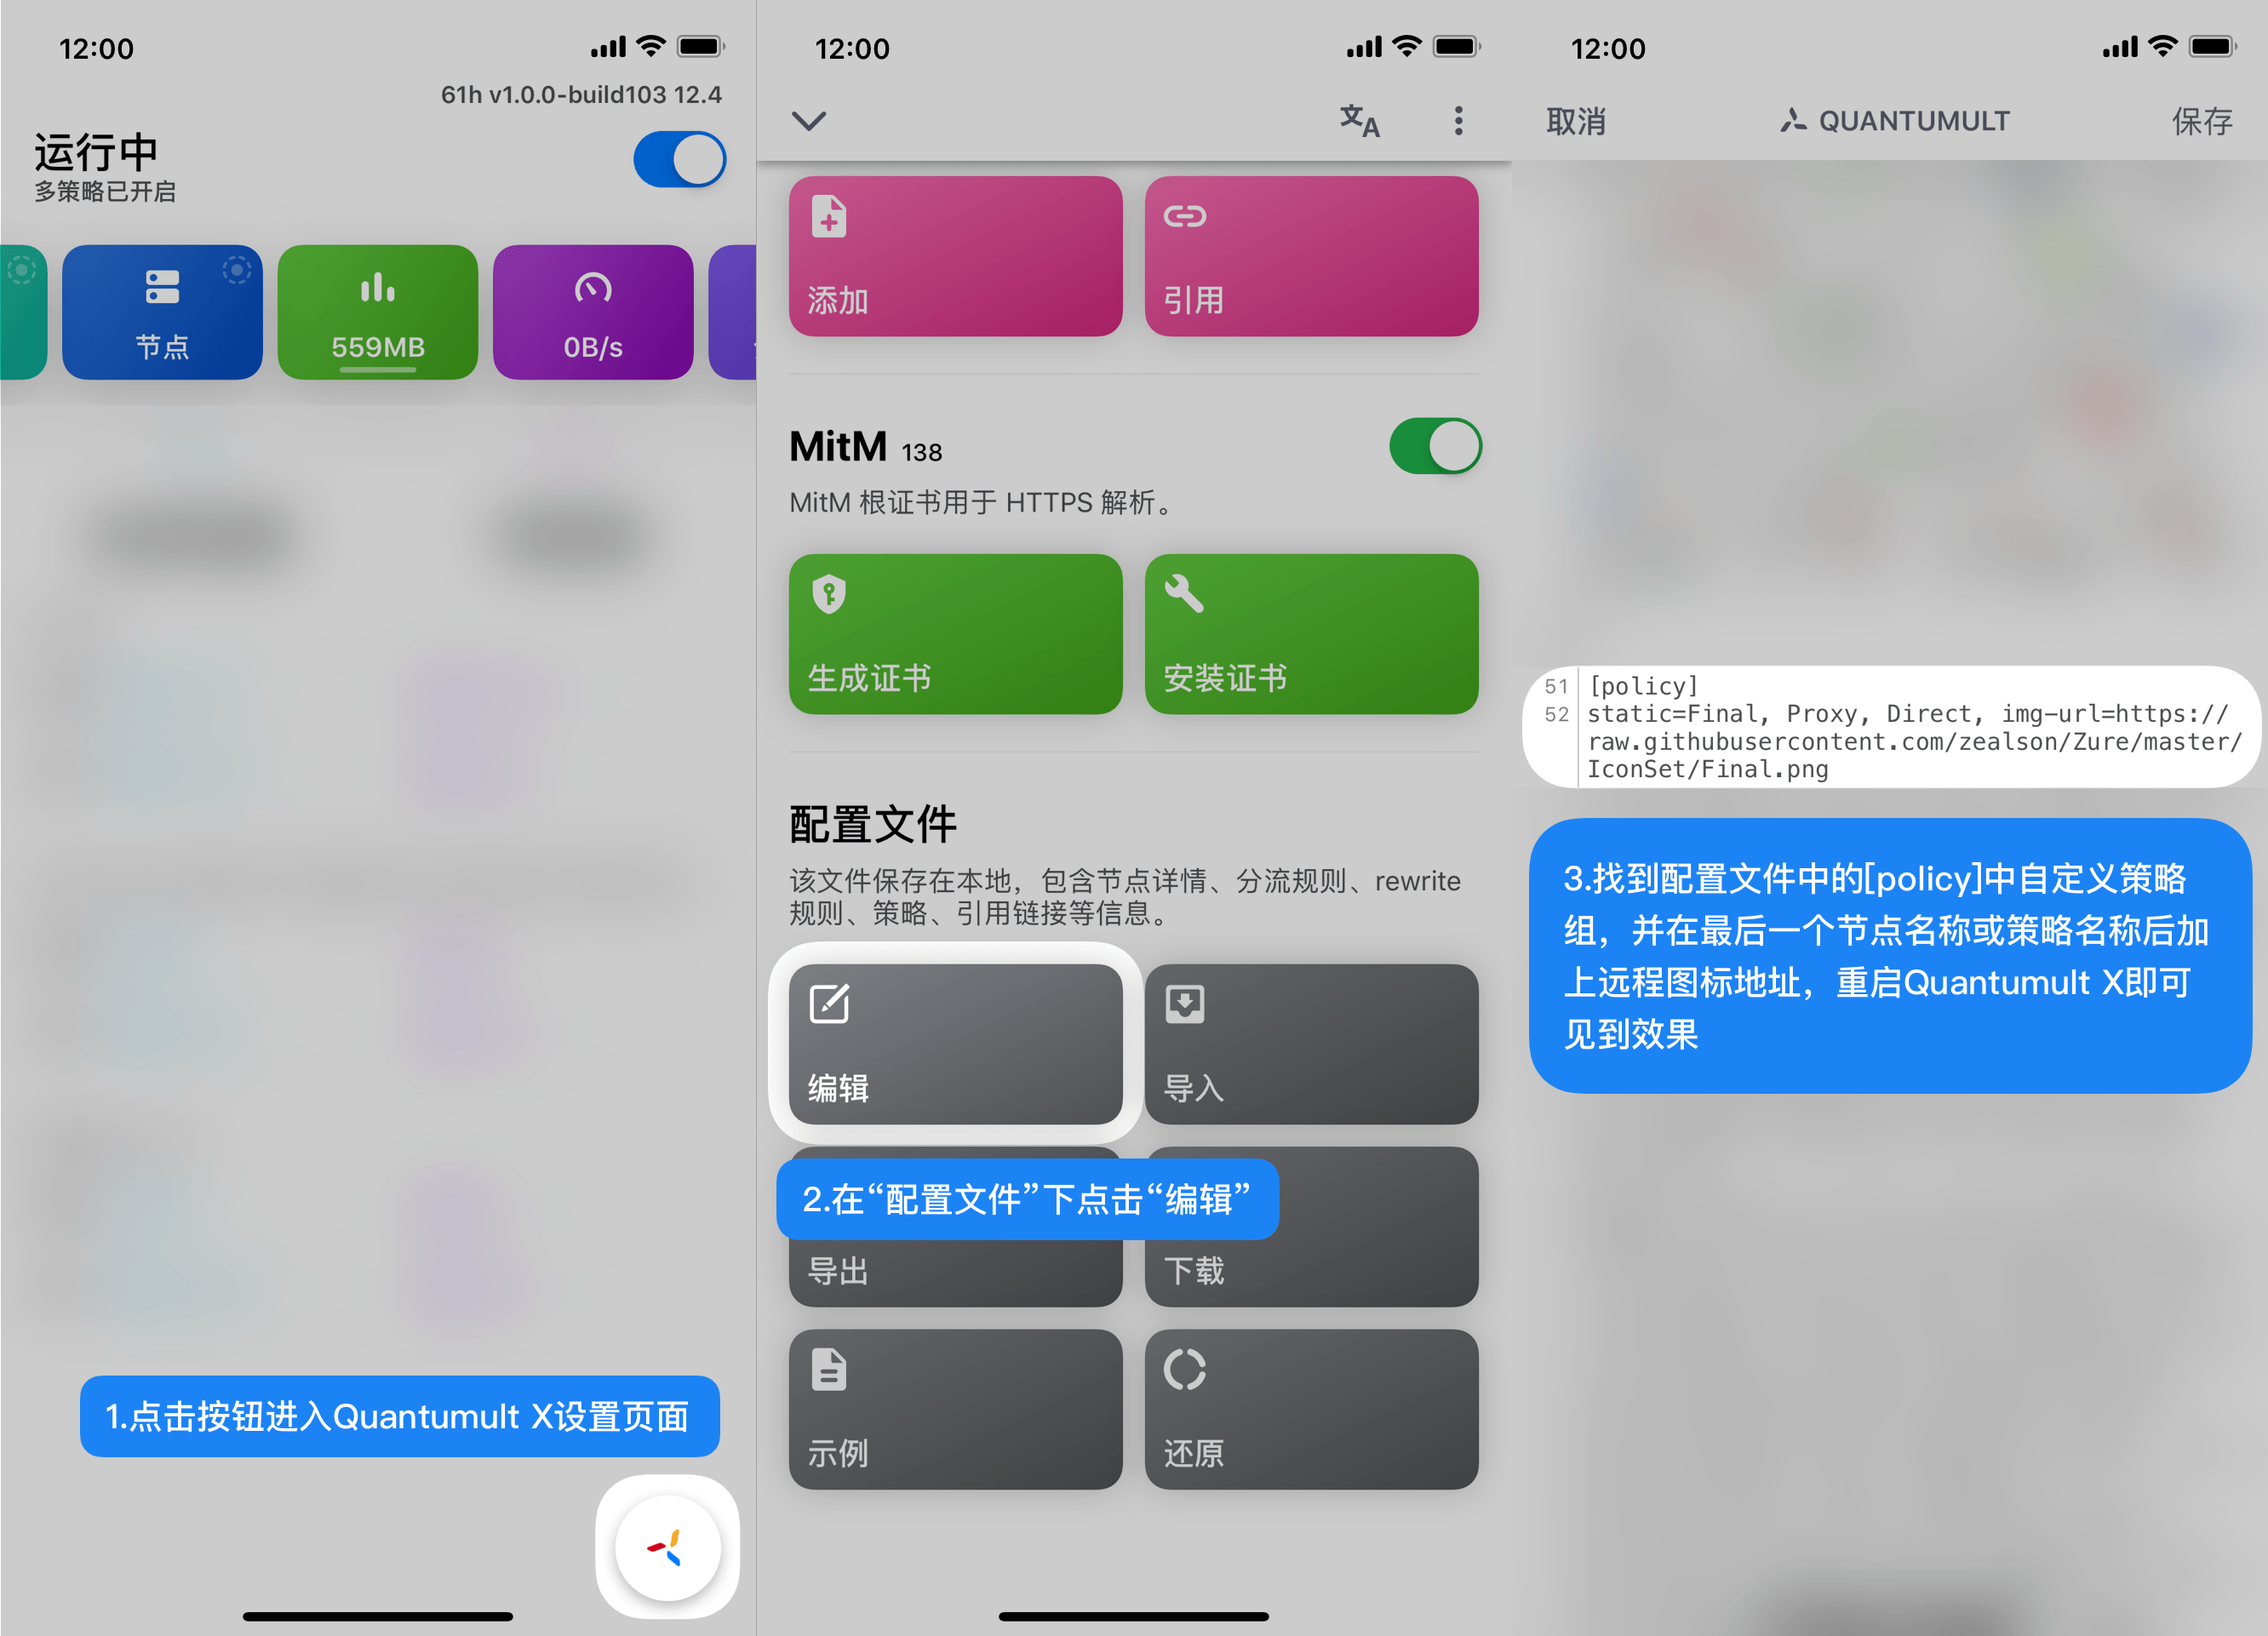 12:00
61h v1.0.0-build103 12.4
运行中
多策略已开启
节点
559MB
0B/s
1.点击按钮进入Quantumult X设置页面
12:00
添加
引用
MitM 138
MitM 根证书用于 HTTPS 解析。
生成证书
安装证书
配置文件
该文件保存在本地，包含节点详情、分流规则、rewrite
规则、策略、引用链接等信息。
编辑
导入
2.在“配置文件”下点击“编辑”
导出
下载
示例
还原
12:00
取消
QUANTUMULT
保存
51 [policy]
52 static=Final, Proxy, Direct, img-url=https://
raw.githubusercontent.com/zealson/Zure/master/
IconSet/Final.png
3.找到配置文件中的[policy]中自定义策略
组，并在最后一个节点名称或策略名称后加
上远程图标地址，重启Quantumult X即可
见到效果